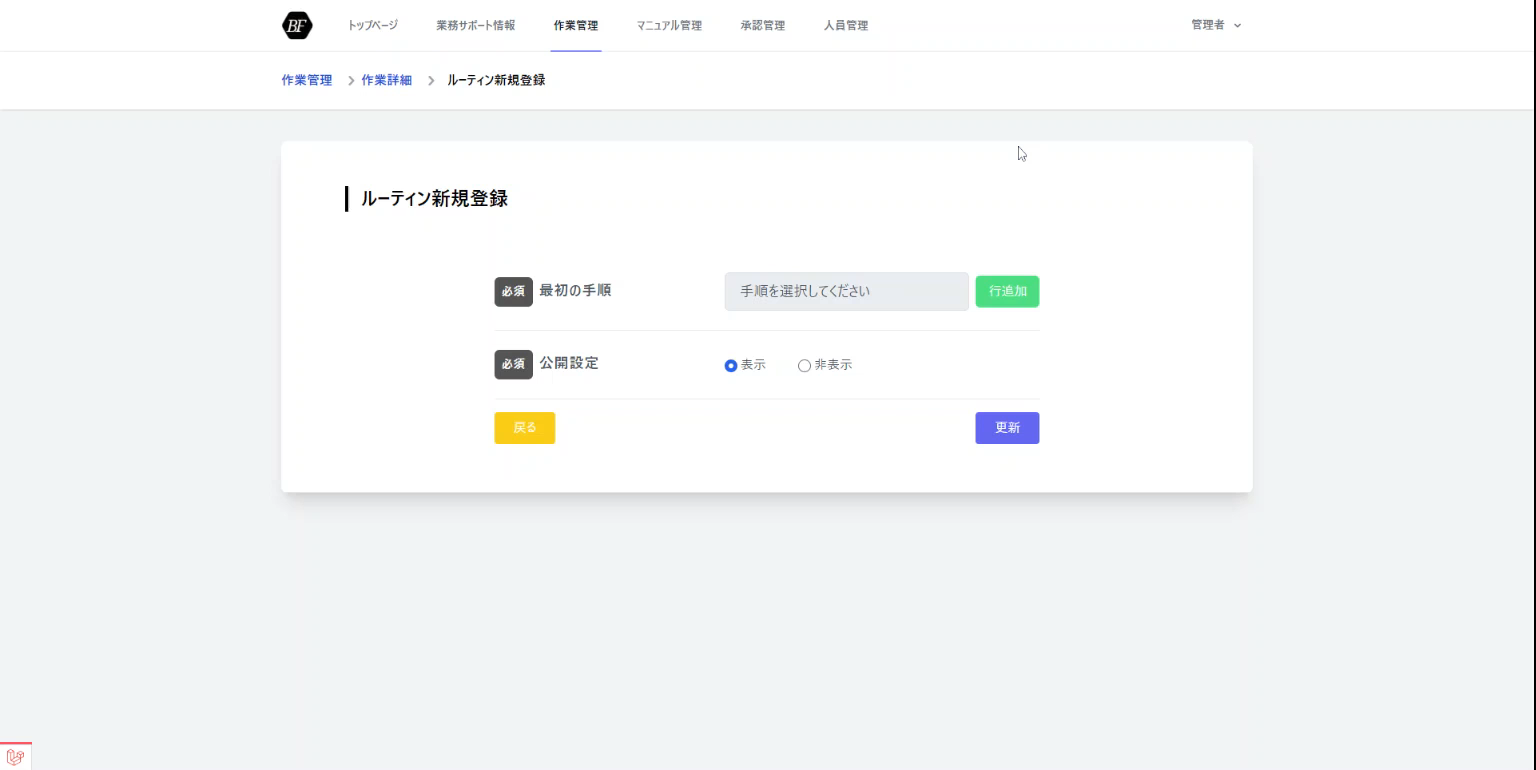 BF トップページ 業務サポート情報 作業管理 マニュアル管理 承認管理 人員管理 管理者
作業管理 作業詳細 ルーティン新規登録
ルーティン新規登録
必須 最初の手順 手順を選択してください 行追加
必須 公開設定 表示 非表示
戻る 更新